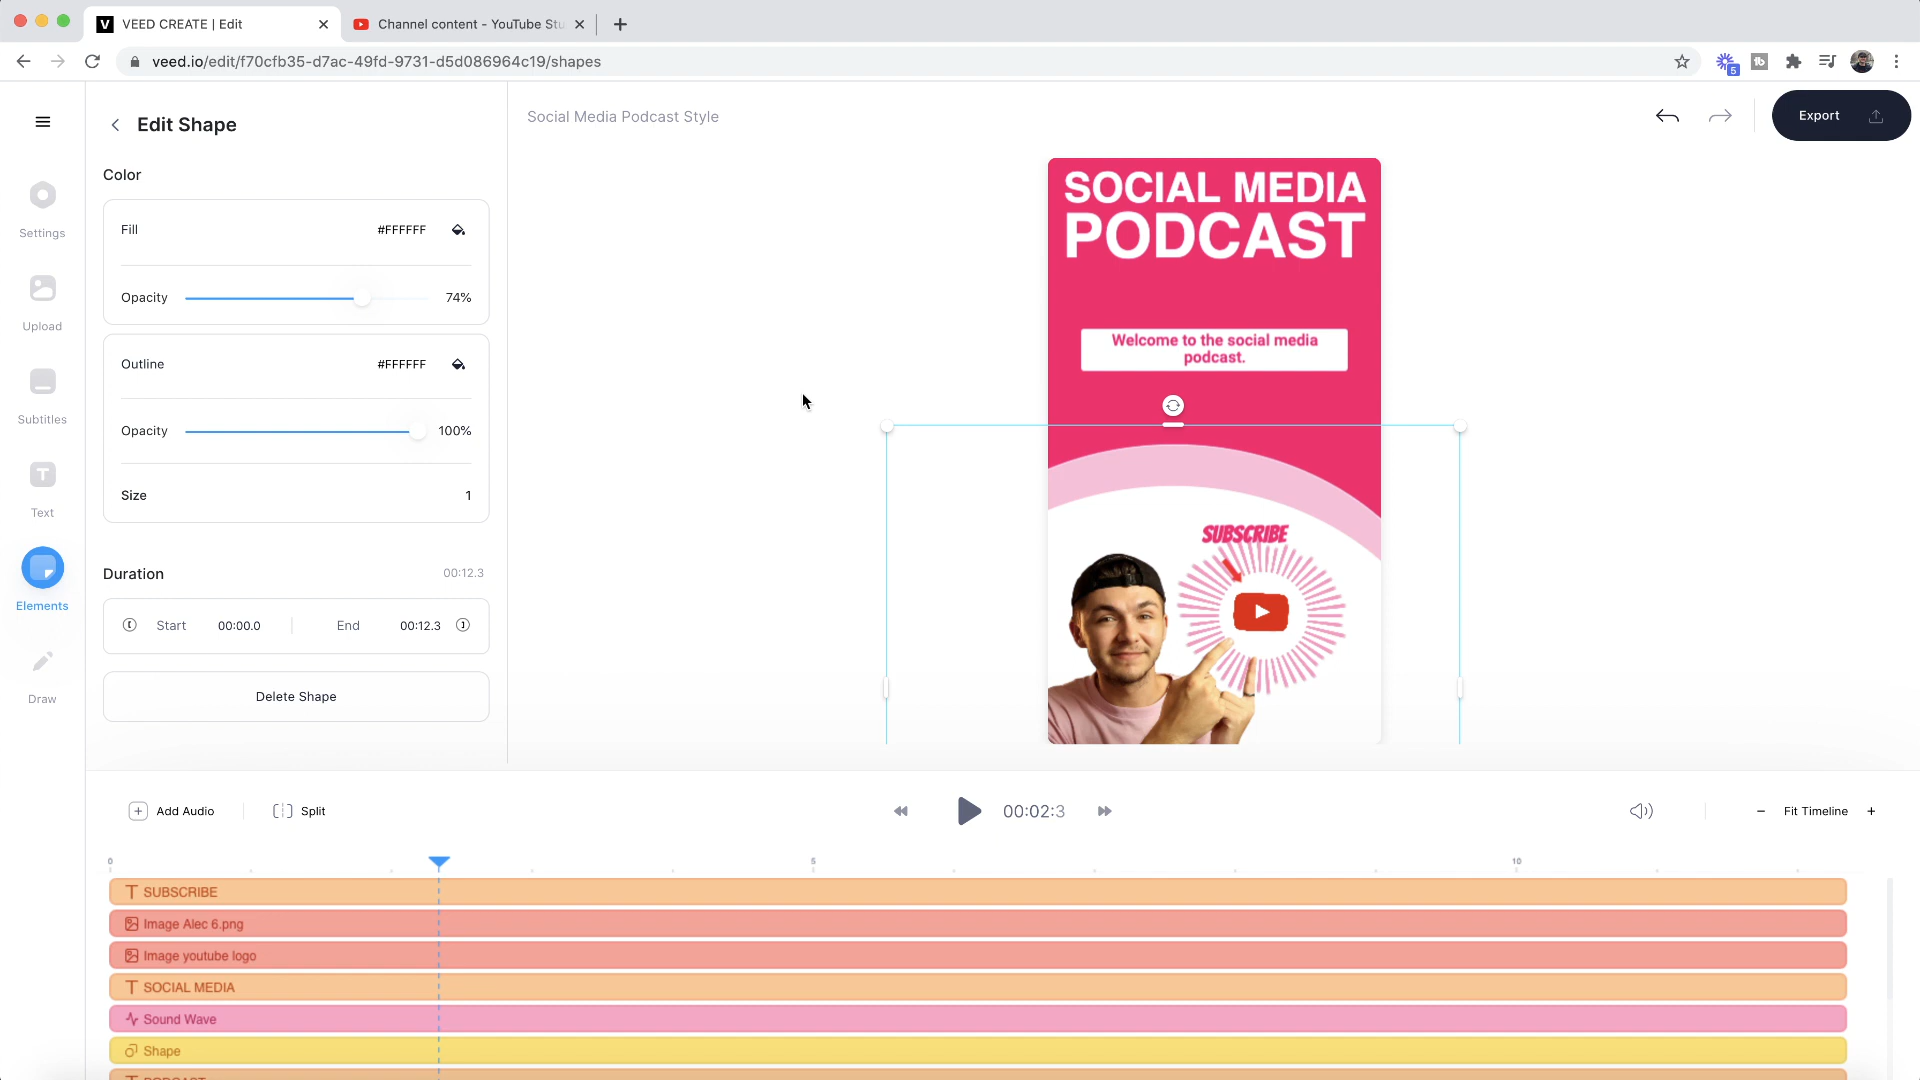 VEED CREATE | Edit
Channel content - YouTube Stu
veed.io/edit/f70cfb35-d7ac-49fd-9731-d5d086964c19/shapes
5
Edit Shape
Social Media Podcast Style
Export
Color
Fill
#FFFFFF
Opacity
74%
Outline
#FFFFFF
Opacity
100%
Size
1
Duration
00:12.3
Start
00:00.0
End
00:12.3
Delete Shape
Settings
Upload
Subtitles
Text
Elements
Draw
SOCIAL MEDIA
PODCAST
Welcome to the social media
podcast.
SUBSCRIBE
Add Audio
Split
00:02:3
Fit Timeline
0
5
10
SUBSCRIBE
Image Alec 6.png
Image youtube logo
SOCIAL MEDIA
Sound Wave
Shape
PODCAST